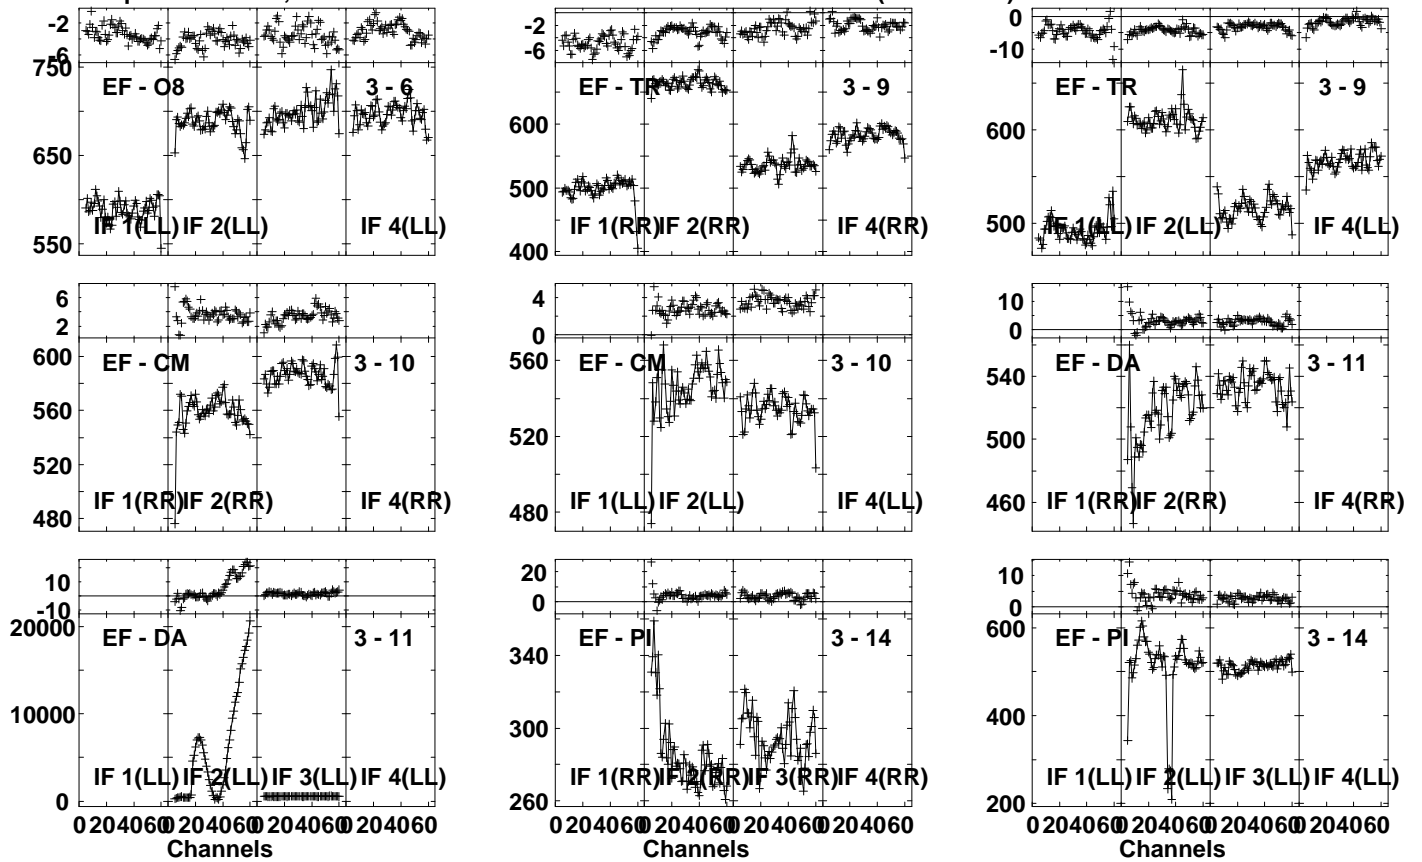 -2
-6
750
650
550
EF - O8
3 - 6
IF 1(LL)
IF 2(LL)
IF 4(LL)
-2
-6
600
500
400
EF - TR
3 - 9
IF 1(RR)
IF 2(RR)
IF 4(RR)
0
-10
600
500
EF - TR
3 - 9
IF 1(LL)
IF 2(LL)
IF 4(LL)
6
2
600
560
520
480
EF - CM
3 - 10
IF 1(RR)
IF 2(RR)
IF 4(RR)
4
0
560
520
480
EF - CM
3 - 10
IF 1(LL)
IF 2(LL)
IF 4(LL)
10
0
540
500
460
EF - DA
3 - 11
IF 1(RR)
IF 2(RR)
IF 4(RR)
10
-10
20000
10000
0
EF - DA
3 - 11
IF 1(LL)
IF 2(LL)
IF 3(LL)
IF 4(LL)
0 204060
0 204060
0 204060
0 204060
Channels
20
0
340
300
260
EF - PI
3 - 14
IF 1(RR)
IF 2(RR)
IF 3(RR)
IF 4(RR)
0 204060
0 204060
0 204060
0 204060
Channels
10
0
600
400
200
EF - PI
3 - 14
IF 1(LL)
IF 2(LL)
IF 3(LL)
IF 4(LL)
0 204060
0 204060
0 204060
0 204060
Channels